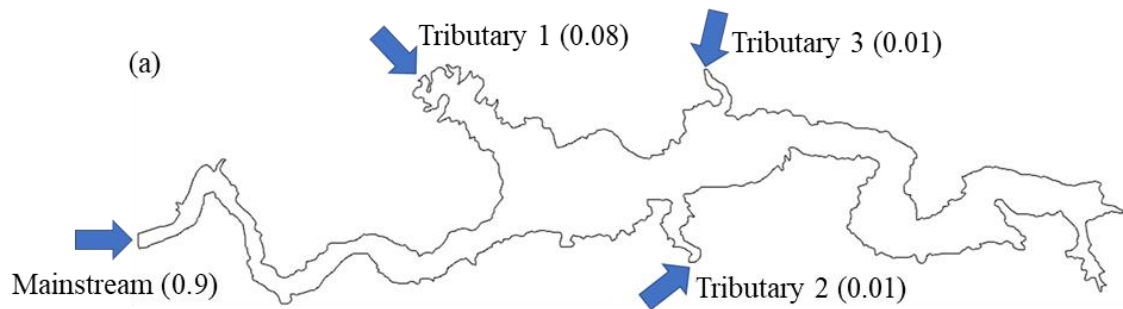 Tributary 1 (0.08)
Tributary 3 (0.01)
(a)
Mainstream (0.9)
Tributary 2 (0.01)